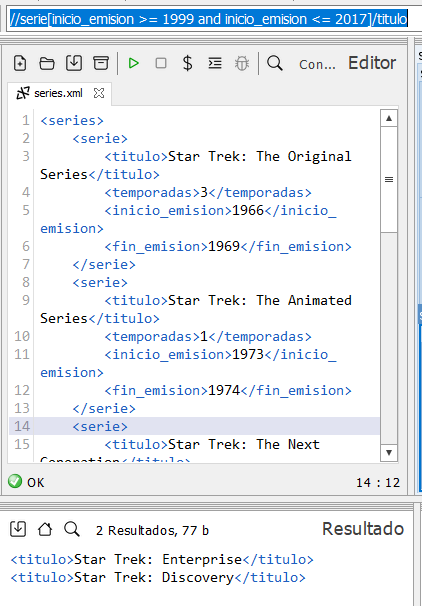 //serie[inicio_emision >= 1999 and inicio_emision <= 2017]/titulo
Con... Editor
series.xml
1 <series>
2 <serie>
3 <titulo>Star Trek: The Original
Series</titulo>
4 <temporadas>3</temporadas>
5 <inicio_emision>1966</inicio_
emision>
6 <fin_emision>1969</fin_emision>
7 </serie>
8 <serie>
9 <titulo>Star Trek: The Animated
Series</titulo>
10 <temporadas>1</temporadas>
11 <inicio_emision>1973</inicio_
emision>
12 <fin_emision>1974</fin_emision>
13 </serie>
14 <serie>
15 <titulo>Star Trek: The Next
Generation</titulo>
OK 14 : 12
2 Resultados, 77 b Resultado
<titulo>Star Trek: Enterprise</titulo>
<titulo>Star Trek: Discovery</titulo>